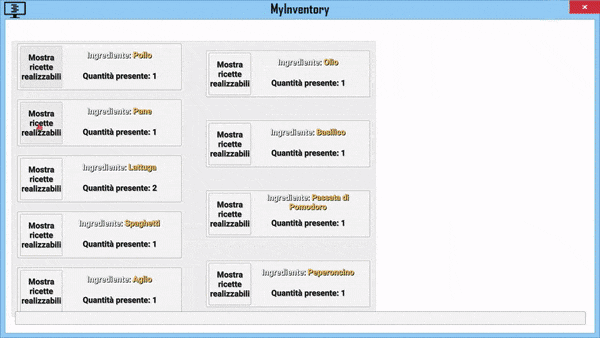 MyInventory
Mostra
ricette
realizzabili
Ingrediente: Pollo
Quantità presente: 1
Mostra
ricette
realizzabili
Ingrediente: Pane
Quantità presente: 1
Mostra
ricette
realizzabili
Ingrediente: Lattuga
Quantità presente: 2
Mostra
ricette
realizzabili
Ingrediente: Spaghetti
Quantità presente: 1
Mostra
ricette
realizzabili
Ingrediente: Aglio
Quantità presente: 1
Mostra
ricette
realizzabili
Ingrediente: Olio
Quantità presente: 1
Mostra
ricette
realizzabili
Ingrediente: Basilico
Quantità presente: 1
Mostra
ricette
realizzabili
Ingrediente: Passata di
Pomodoro
Quantità presente: 1
Mostra
ricette
realizzabili
Ingrediente: Peperoncino
Quantità presente: 1